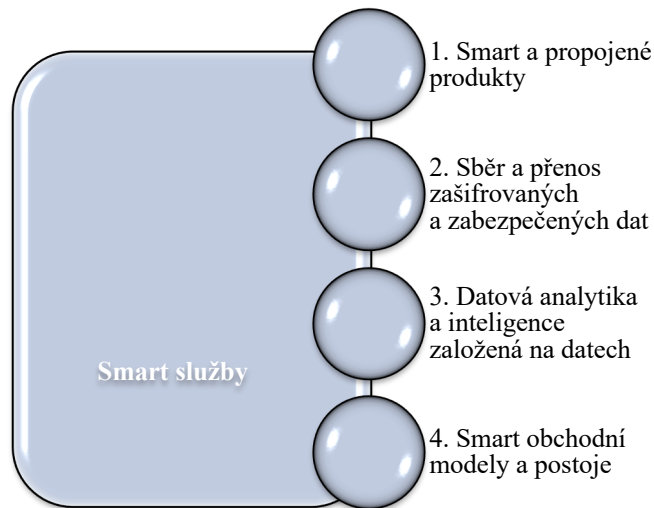 1. Smart a propojené
produkty
2. Sběr a přenos
zašifrovaných
a zabezpečených dat
3. Datová analytika
a inteligence
založená na datech
Smart služby
4. Smart obchodní
modely a postoje